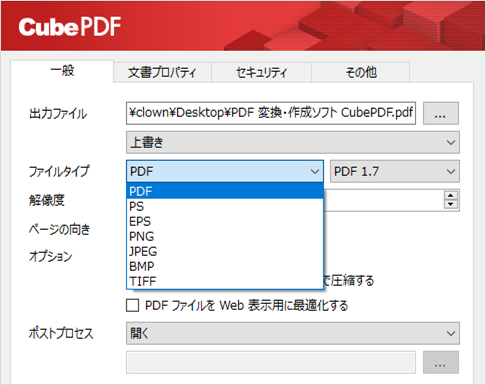 CubePDF
一般 文書プロパティ セキュリティ その他
出力ファイル ¥clown¥Desktop¥PDF 変換・作成ソフト CubePDF.pdf ...
上書き
ファイルタイプ PDF PDF 1.7
PDF
解像度 PS
EPS
ページの向き PNG
オプション JPEG
BMP
TIFF で圧縮する
PDF ファイルを Web 表示用に最適化する
ポストプロセス 開く
...